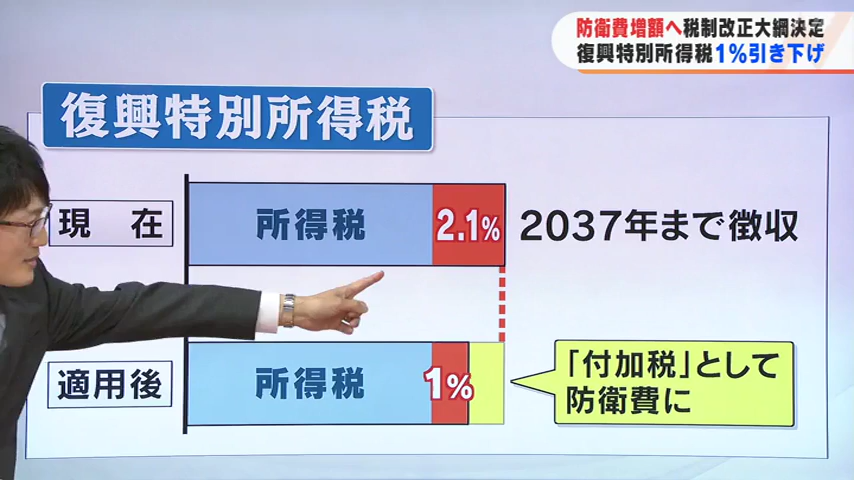 防衛費増額へ税制改正大綱決定
復興特別所得税1%引き下げ
復興特別所得税
現 在
所得税
2.1%
2037年まで徴収
適用後
所得税
1%
「付加税」として
防衛費に